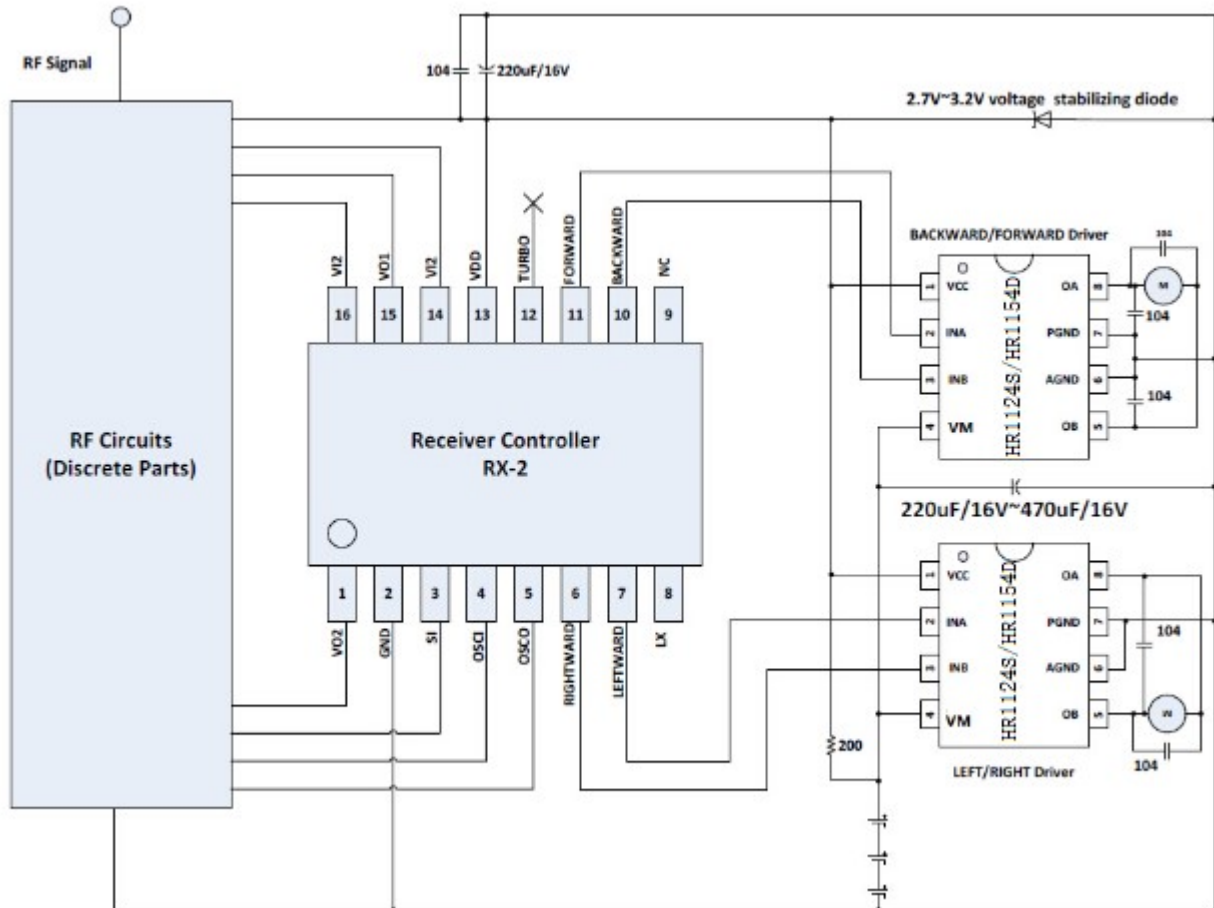 RF Signal
104
220uF/16V
2.7V~3.2V voltage stabilizing diode
RF Circuits
(Discrete Parts)
VI2
VO1
VI2
VDD
TURBO
FORWARD
BACKWARD
NC
16
15
14
13
12
11
10
9
Receiver Controller
RX-2
1
2
3
4
5
6
7
8
VO2
GND
SI
OSCI
OSCO
RIGHTWARD
LEFTWARD
LX
BACKWARD/FORWARD Driver
104
1 VCC OA 8
M
2 INA PGND 7
104
3 INB AGND 6
104
4 VM OB 5
HR1124S/HR1154D
220uF/16V~470uF/16V
1 VCC OA 8
2 INA PGND 7
104
3 INB AGND 6
4 VM OB 5
M
HR1124S/HR1154D
104
LEFT/RIGHT Driver
200